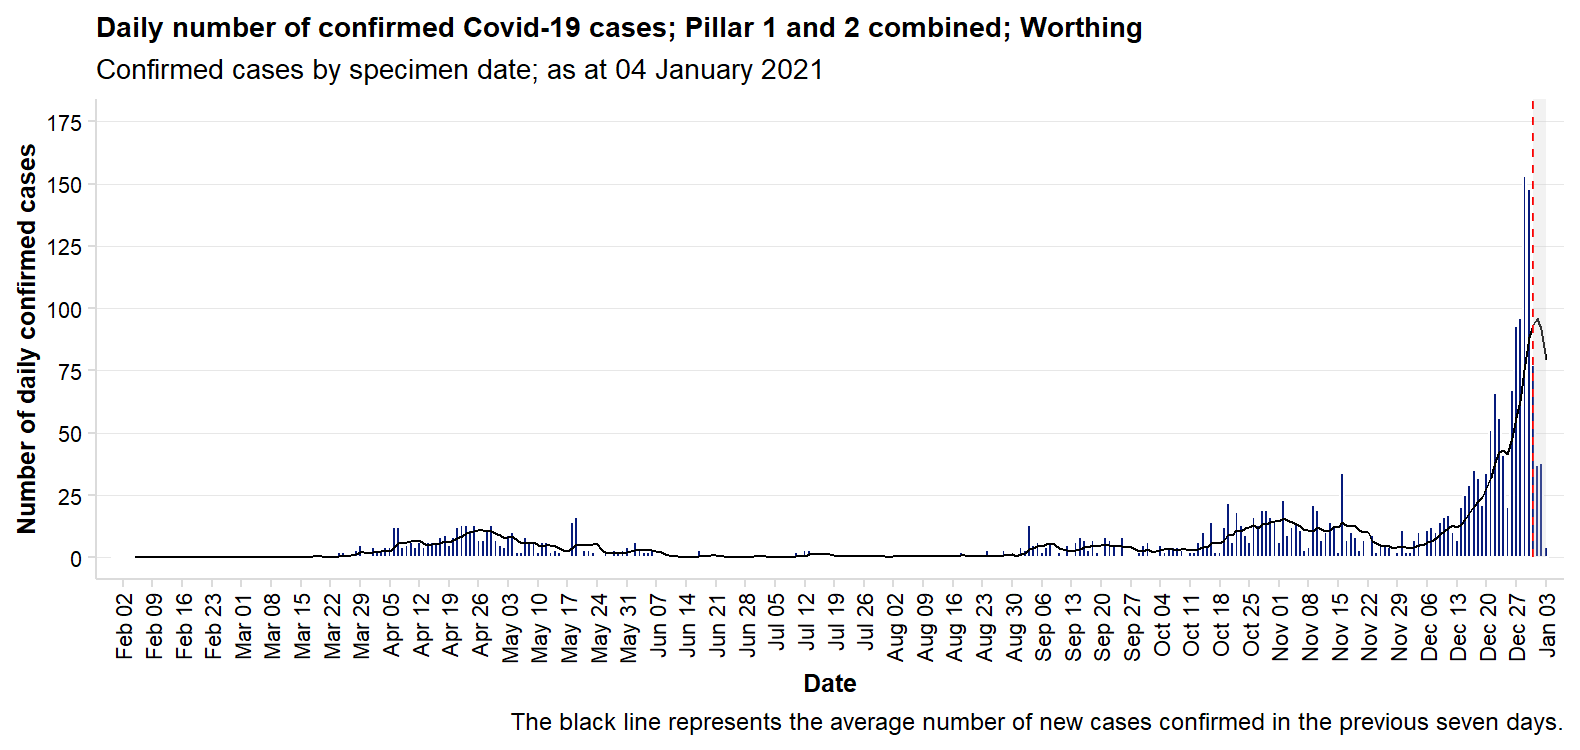 Daily number of confirmed Covid-19 cases; Pillar 1 and 2 combined; Worthing
Confirmed cases by specimen date; as at 04 January 2021
Number of daily confirmed cases
175
150
125
100
75
50
25
0
Feb 02
Feb 09
Feb 16
Feb 23
Mar 01
Mar 08
Mar 15
Mar 22
Mar 29
Apr 05
Apr 12
Apr 19
Apr 26
May 03
May 10
May 17
May 24
May 31
Jun 07
Jun 14
Jun 21
Jun 28
Jul 05
Jul 12
Jul 19
Jul 26
Aug 02
Aug 09
Aug 16
Aug 23
Aug 30
Sep 06
Sep 13
Sep 20
Sep 27
Oct 04
Oct 11
Oct 18
Oct 25
Nov 01
Nov 08
Nov 15
Nov 22
Nov 29
Dec 06
Dec 13
Dec 20
Dec 27
Jan 03
Date
The black line represents the average number of new cases confirmed in the previous seven days.